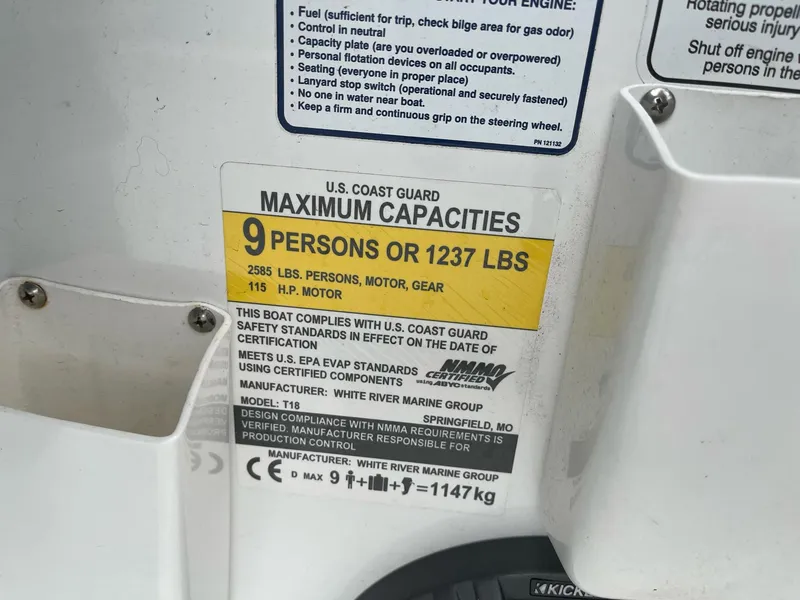 START YOUR ENGINE:
• Fuel (sufficient for trip, check bilge area for gas odor)
• Control in neutral
• Capacity plate (are you overloaded or overpowered)
• Personal flotation devices on all occupants.
• Seating (everyone in proper place)
• Lanyard stop switch (operational and securely fastened)
• No one in water near boat.
• Keep a firm and continuous grip on the steering wheel.
PN 121132
Rotating propell
serious injury
Shut off engine
persons in the
U.S. COAST GUARD
MAXIMUM CAPACITIES
9 PERSONS OR 1237 LBS
2585 LBS. PERSONS, MOTOR, GEAR
115 H.P. MOTOR
THIS BOAT COMPLIES WITH U.S. COAST GUARD
SAFETY STANDARDS IN EFFECT ON THE DATE OF
CERTIFICATION
MEETS U.S. EPA EVAP STANDARDS
USING CERTIFIED COMPONENTS
NMMA
CERTIFIED
using ABYC standards
MANUFACTURER: WHITE RIVER MARINE GROUP
MODEL: T18
SPRINGFIELD, MO
DESIGN COMPLIANCE WITH NMMA REQUIREMENTS IS
VERIFIED. MANUFACTURER RESPONSIBLE FOR
PRODUCTION CONTROL
MANUFACTURER: WHITE RIVER MARINE GROUP
CE D MAX 9 + + =1147kg
KICK